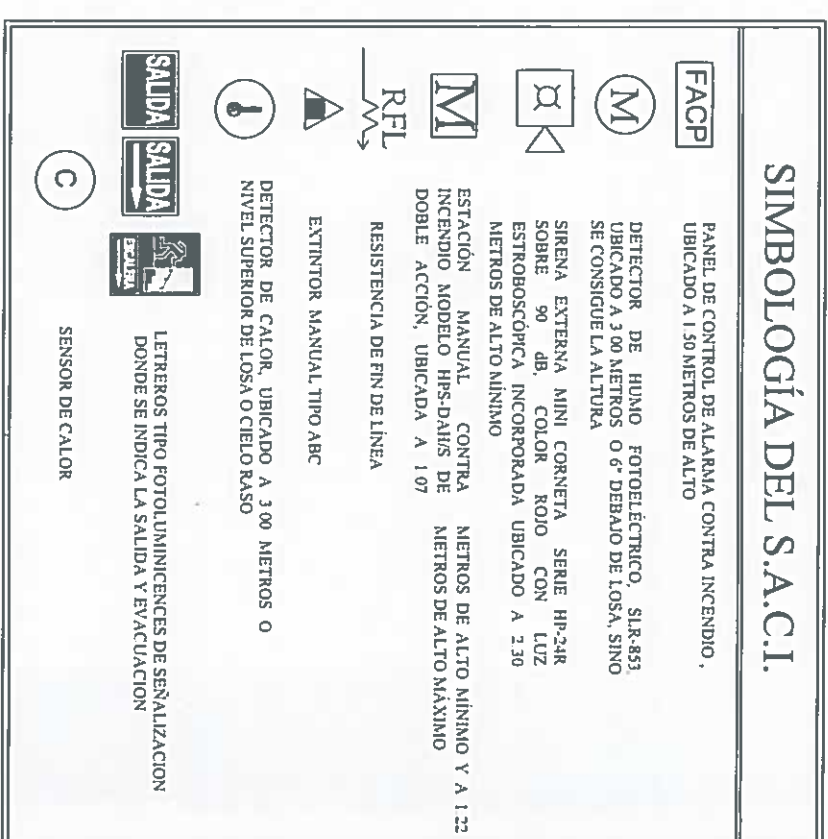 SIMBOLOGÍA DEL S.A.C.I.
FACP
PANEL DE CONTROL DE ALARMA CONTRA INCENDIO ,
UBICADO A 1.50 METROS DE ALTO
M
DETECTOR DE HUMO FOTOELÉCTRICO, SLR-853.
UBICADO A 3 00 METROS O 6" DEBAJO DE LOSA, SINO
SE CONSIGUE LA ALTURA
SIRENA EXTERNA MINI CORNETA SERIE HP-24R
SOBRE 90 dB, COLOR ROJO CON LUZ
ESTROBOSCÓPICA INCORPORADA UBICADO A 2.30
METROS DE ALTO MÍNIMO
M
ESTACIÓN MANUAL CONTRA
INCENDIO MODELO HPS-DAH/S DE
DOBLE ACCIÓN, UBICADA A 1 07
METROS DE ALTO MÍNIMO Y A 1.22
METROS DE ALTO MÁXIMO
RFL
RESISTENCIA DE FIN DE LÍNEA
EXTINTOR MANUAL TIPO ABC
DETECTOR DE CALOR, UBICADO A 3 00 METROS O
NIVEL SUPERIOR DE LOSA O CIELO RASO
SALIDA
SALIDA
ESCALERA
LETREROS TIPO FOTOLUMINICENCES DE SEÑALIZACION
DONDE SE INDICA LA SALIDA Y EVACUACION
C
SENSOR DE CALOR